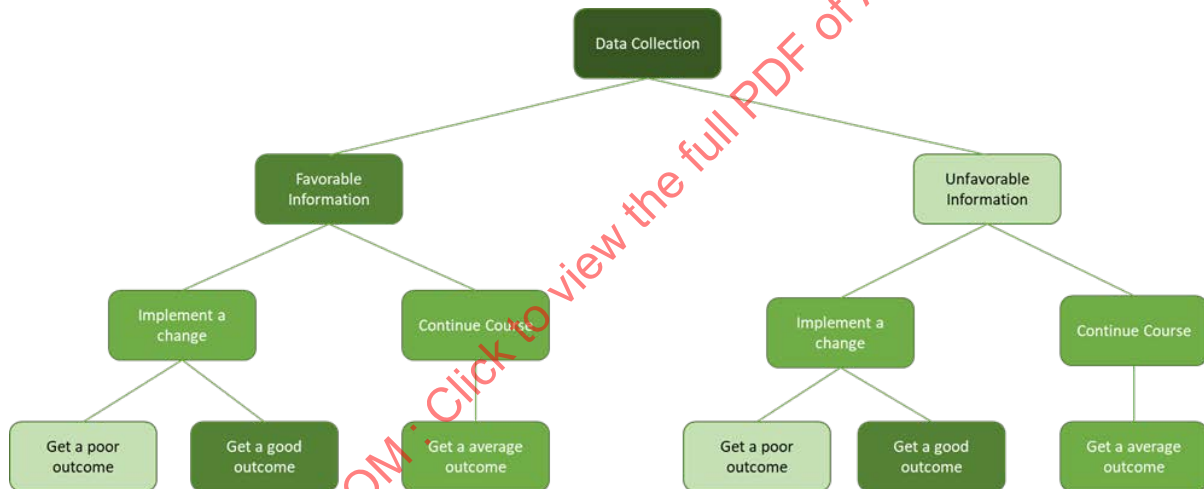 Data Collection
Favorable
Information
Unfavorable
Information
Implement a
change
Continue Course
Implement a
change
Continue Course
Get a poor
outcome
Get a good
outcome
Get a average
outcome
Get a poor
outcome
Get a good
outcome
Get a average
outcome
OM : Click to view the full PDF of